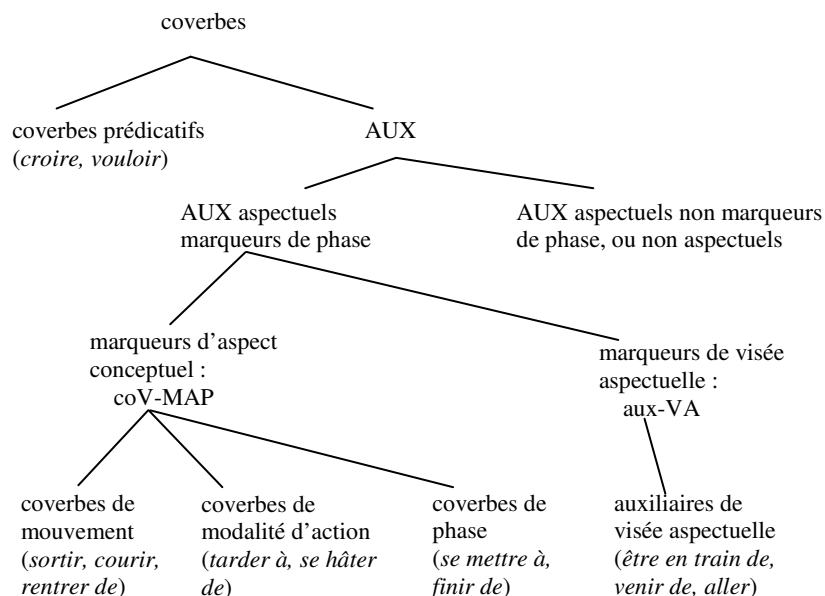 coverbes
coverbes prédicatifs
(croire, vouloir)
AUX
AUX aspectuels
marqueurs de phase
AUX aspectuels non marqueurs
de phase, ou non aspectuels
marqueurs d’aspect
conceptuel :
coV-MAP
marqueurs de visée
aspectuelle :
aux-VA
coverbes de
mouvement
(sortir, courir,
rentrer de)
coverbes de
modalité d’action
(tarder à, se hâter
de)
coverbes de
phase
(se mettre à,
finir de)
auxiliaires de
visée aspectuelle
(être en train de,
venir de, aller)